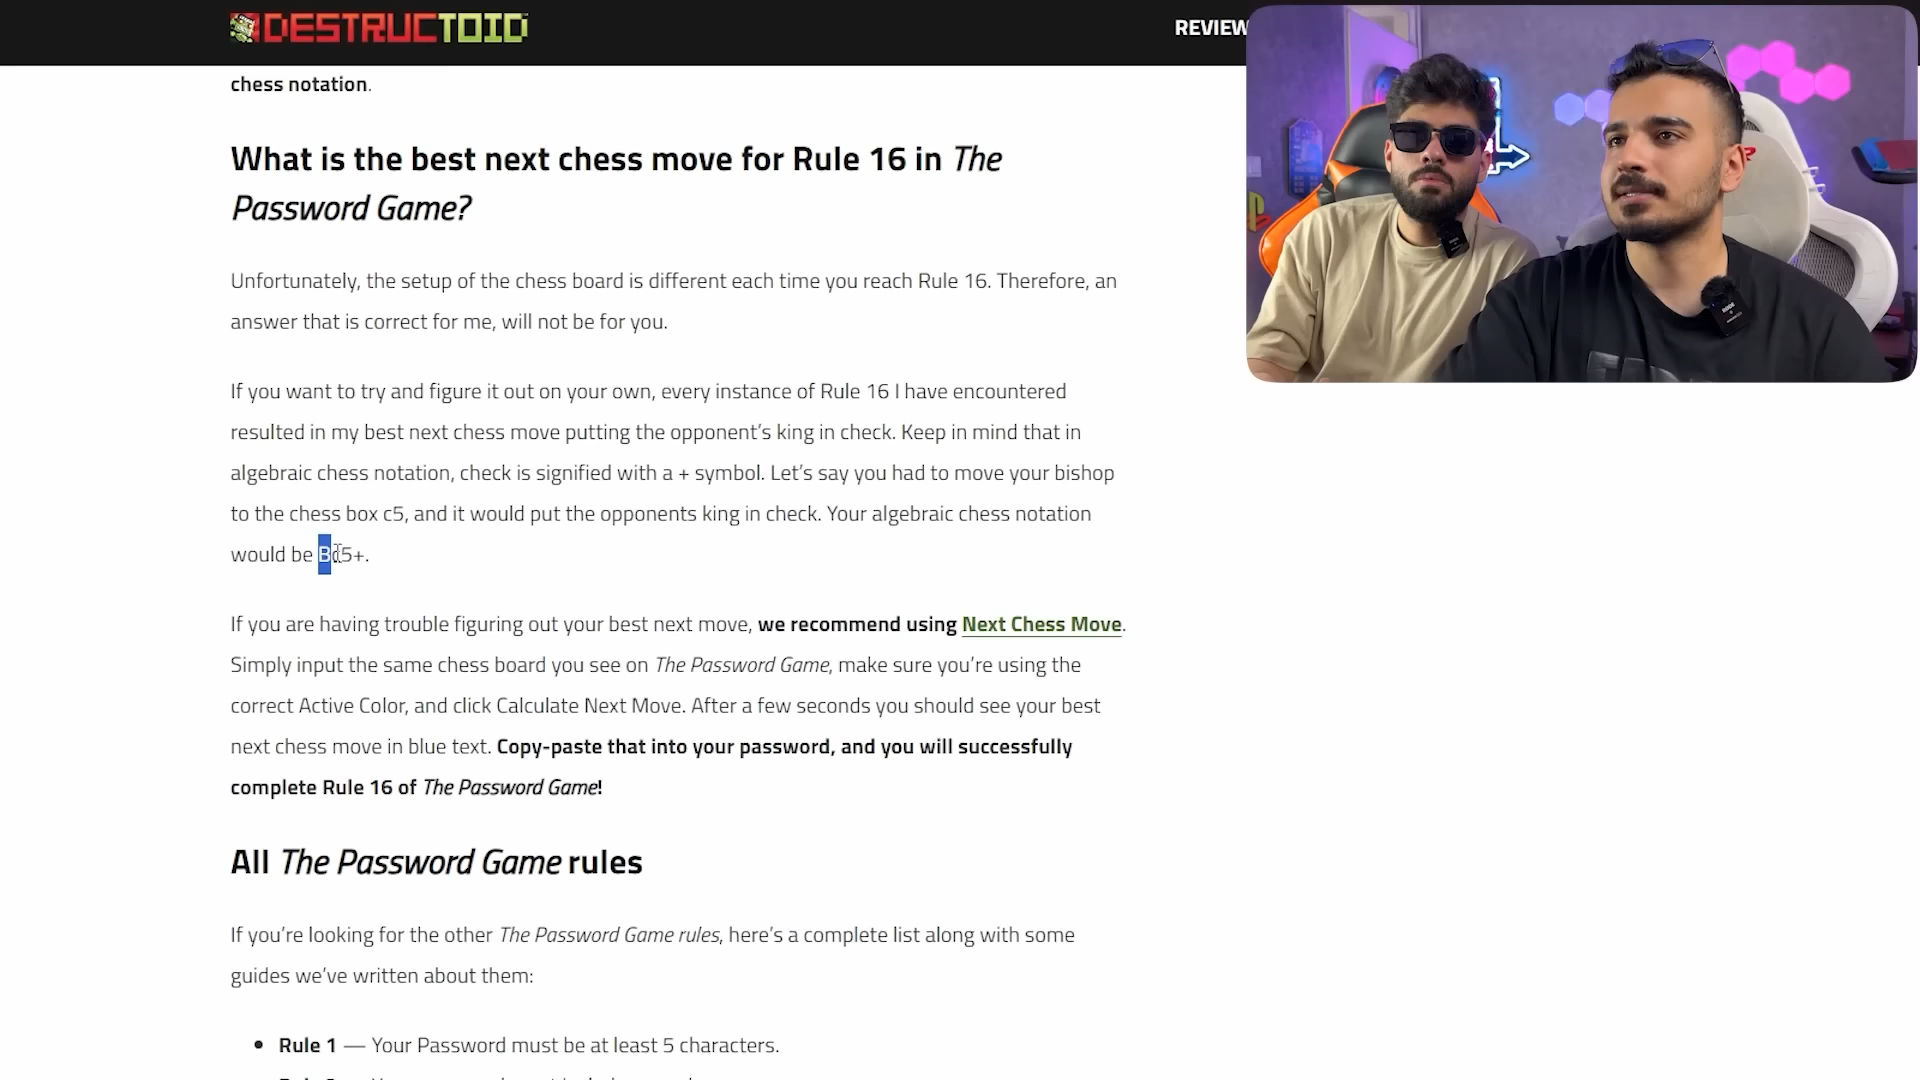 DESTRUCTOID
REVIEW
chess notation.
What is the best next chess move for Rule 16 in The
Password Game?
Unfortunately, the setup of the chess board is different each time you reach Rule 16. Therefore, an
answer that is correct for me, will not be for you.
If you want to try and figure it out on your own, every instance of Rule 16 I have encountered
resulted in my best next chess move putting the opponent’s king in check. Keep in mind that in
algebraic chess notation, check is signified with a + symbol. Let’s say you had to move your bishop
to the chess box c5, and it would put the opponents king in check. Your algebraic chess notation
would be Bc5+.
If you are having trouble figuring out your best next move, we recommend using Next Chess Move.
Simply input the same chess board you see on The Password Game, make sure you’re using the
correct Active Color, and click Calculate Next Move. After a few seconds you should see your best
next chess move in blue text. Copy-paste that into your password, and you will successfully
complete Rule 16 of The Password Game!
All The Password Game rules
If you’re looking for the other The Password Game rules, here’s a complete list along with some
guides we’ve written about them:
• Rule 1 — Your Password must be at least 5 characters.